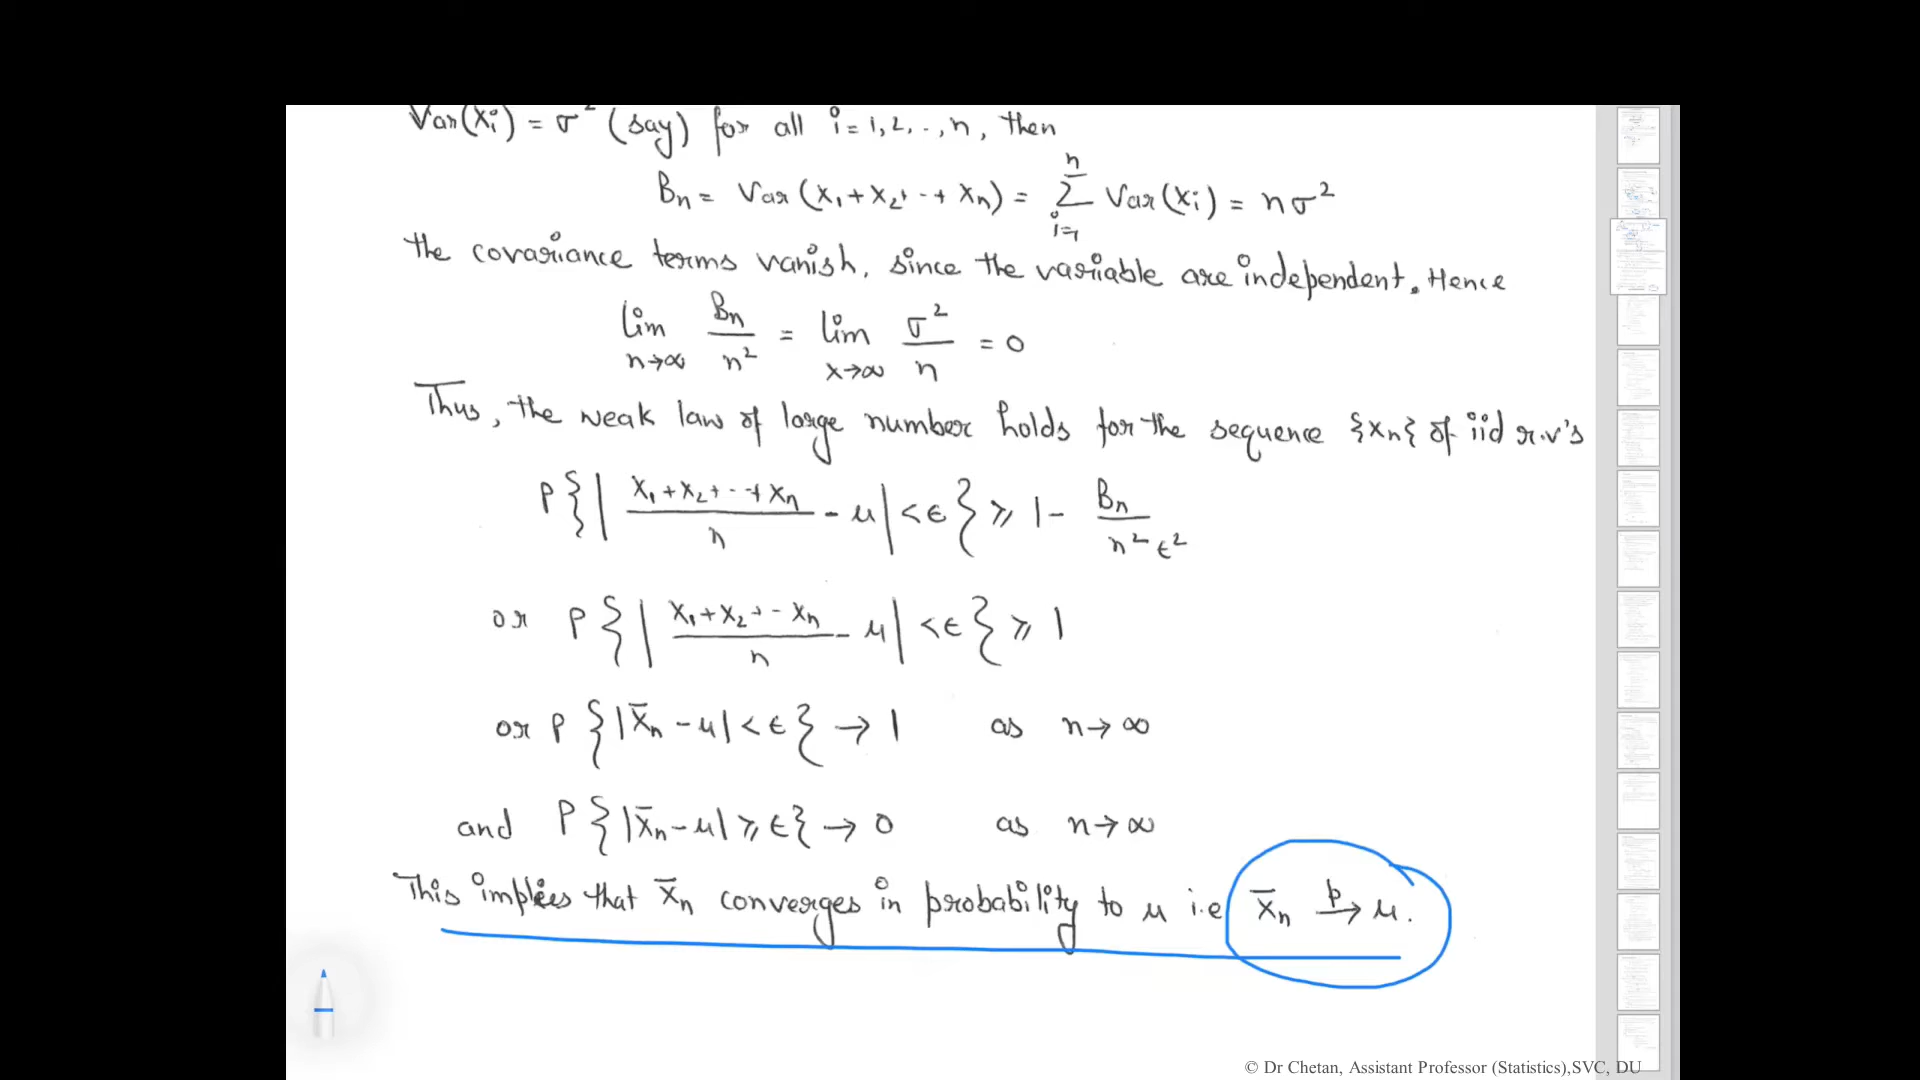 Var(Xi) = σ² (say) for all i = 1, 2, .., n, then
Bn = Var (X₁ + X₂ + - + Xn) = n Σ i=1 Var (Xi) = nσ²
the covariance terms vanish, since the variable are independent. Hence
lim n→∞ Bn / n² = lim x→∞ σ² / n = 0
Thus, the weak law of large number holds for the sequence {Xn} of iid r.v's
P{| X₁ + X₂ + - - + Xn / n - μ| < ϵ} ⩾ 1 - Bn / n² ϵ²
or P{| X₁ + X₂ + - - Xn / n - μ| < ϵ} ⩾ 1
or P{|X̄n - μ| < ϵ} → 1 as n → ∞
and P{|X̄n - μ| ⩾ ϵ} → 0 as n → ∞
This implies that X̄n converges in probability to μ i.e X̄n p→ μ.
© Dr Chetan, Assistant Professor (Statistics),SVC, DU